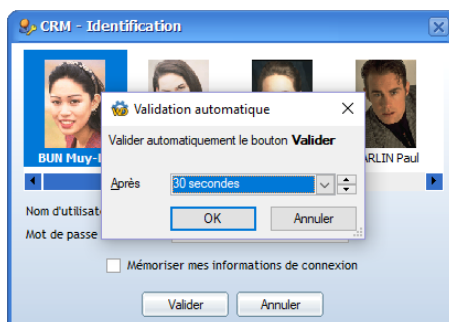 CRM - Identification
Validation automatique
Valider automatiquement le bouton Valider
BUN Muy-
ARLIN Paul
Après
30 secondes
OK
Annuler
Nom d'utilisat
Mot de passe
Mémoriser mes informations de connexion
Valider
Annuler